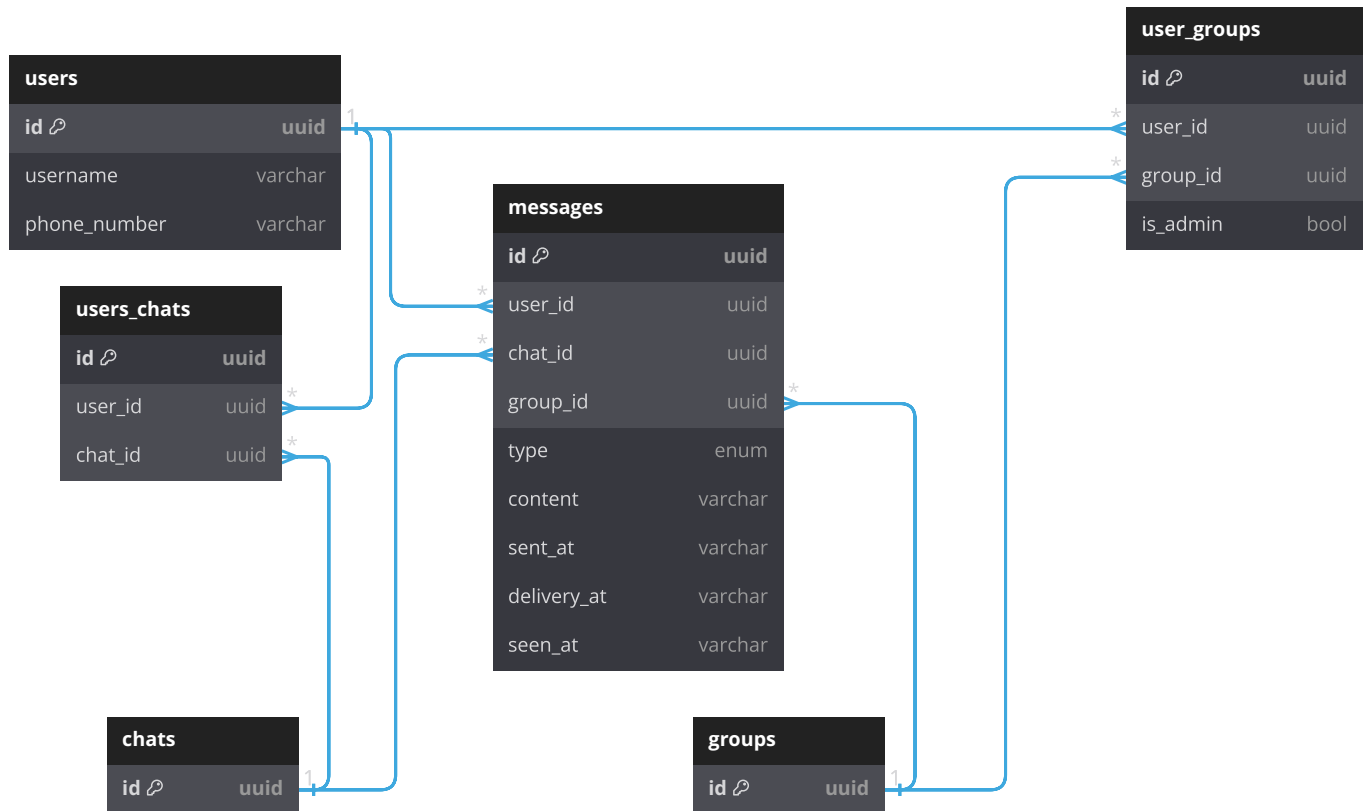 users
id uuid
username varchar
phone_number varchar
users_chats
id uuid
user_id uuid
chat_id uuid
messages
id uuid
user_id uuid
chat_id uuid
group_id uuid
type enum
content varchar
sent_at varchar
delivery_at varchar
seen_at varchar
user_groups
id uuid
user_id uuid
group_id uuid
is_admin bool
chats
id uuid
groups
id uuid
1
*
*
*
*
*
*
*
1
1